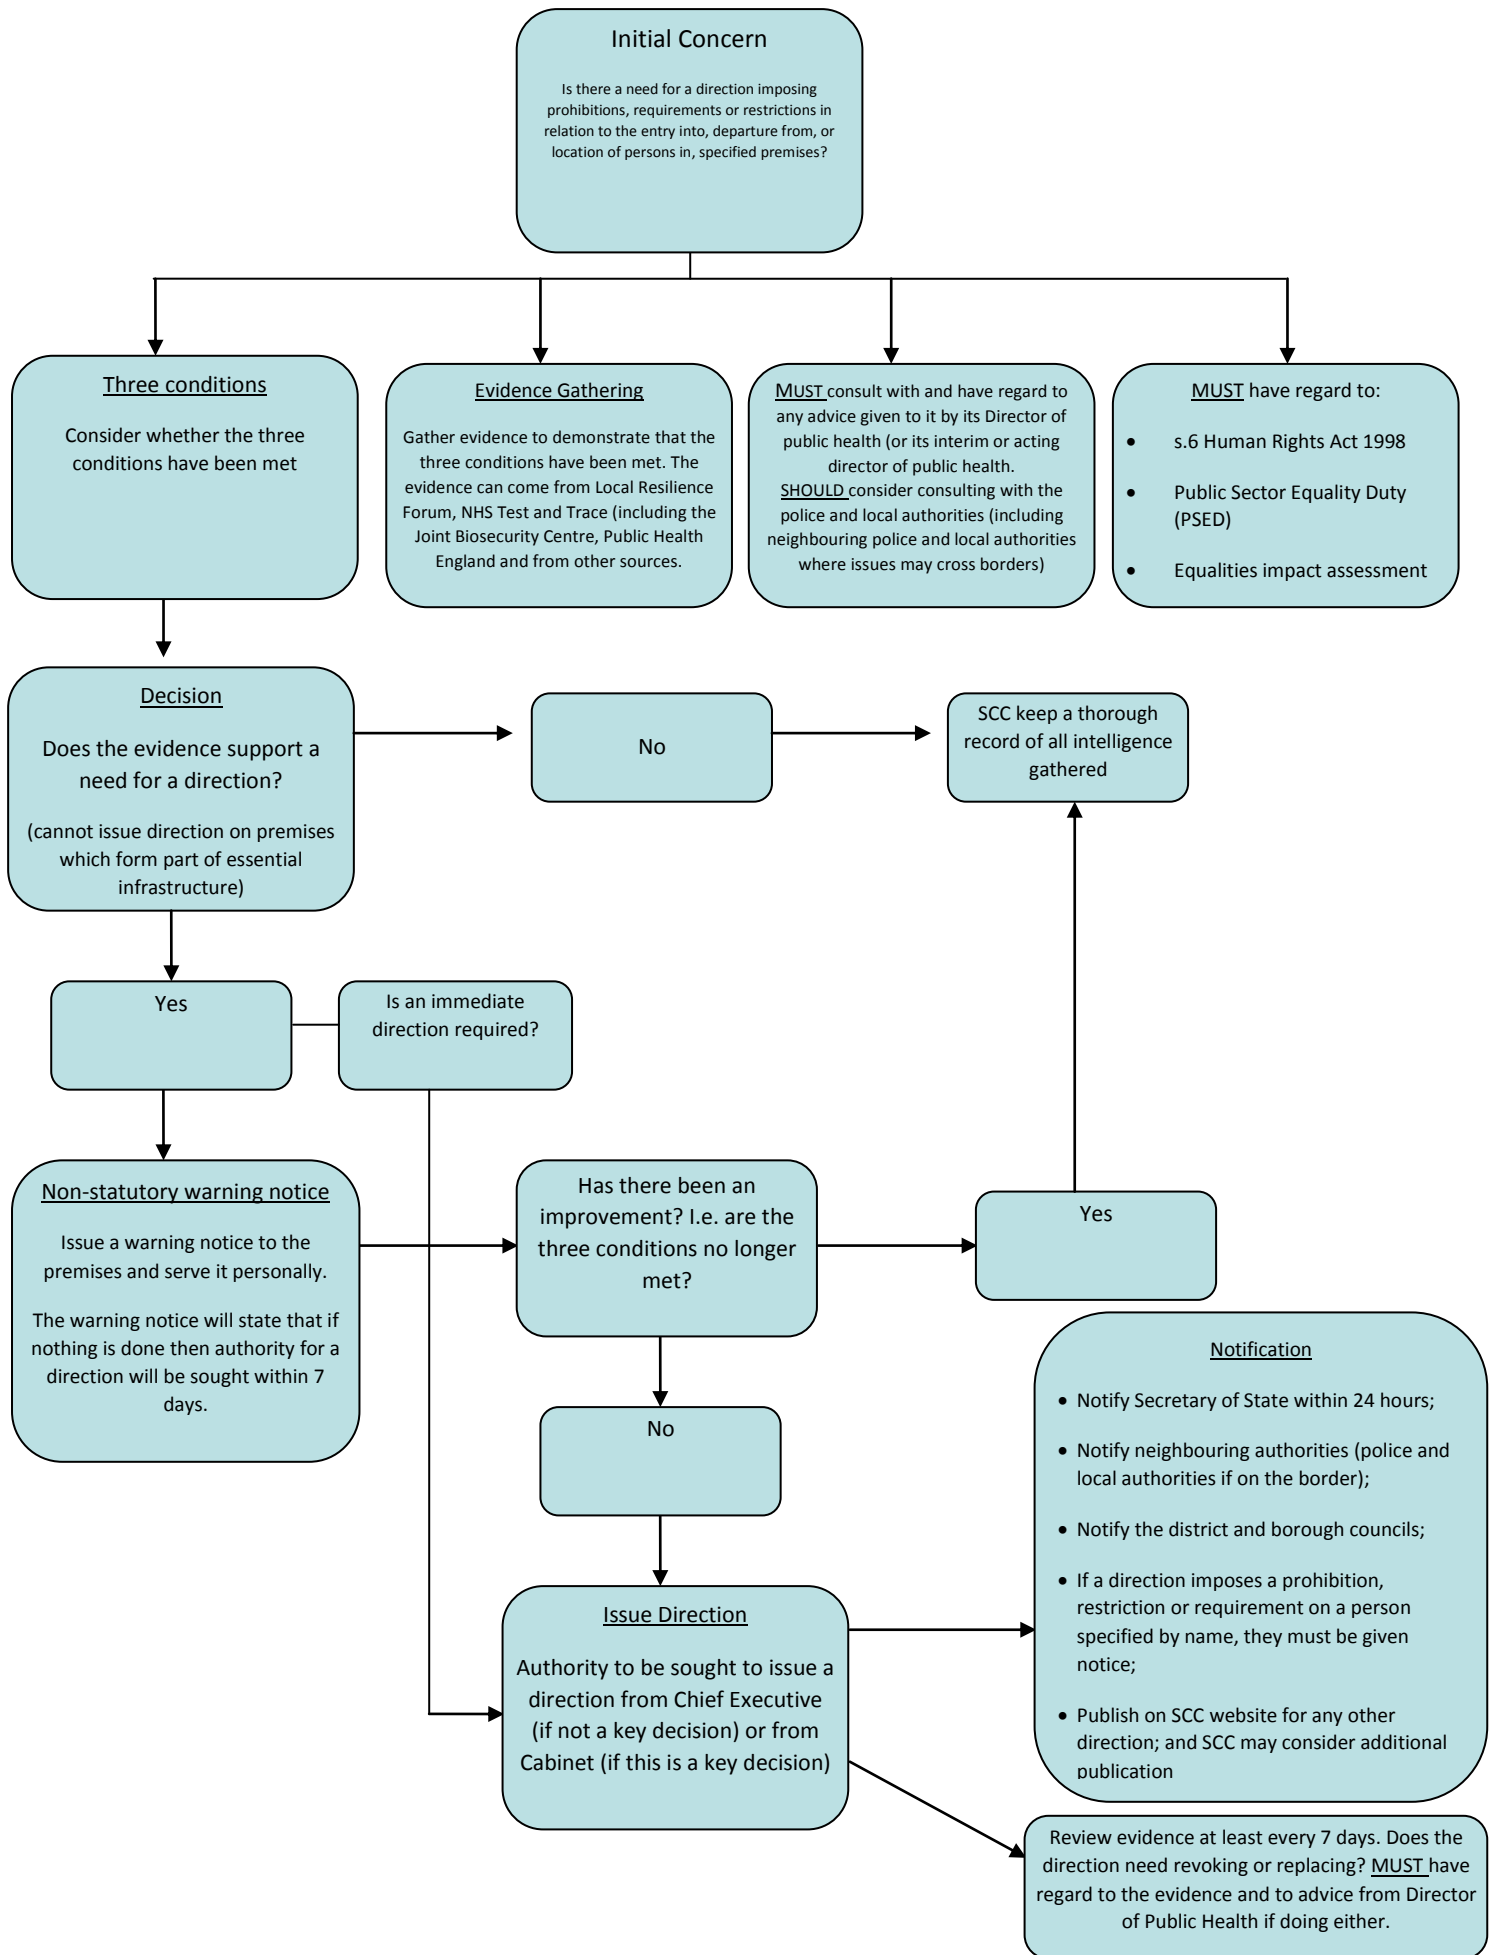 Initial Concern
Is there a need for a direction imposing
prohibitions, requirements or restrictions in
relation to the entry into, departure from, or
location of persons in, specified premises?
Three conditions
Consider whether the three
conditions have been met
Evidence Gathering
Gather evidence to demonstrate that the
three conditions have been met. The
evidence can come from Local Resilience
Forum, NHS Test and Trace (including the
Joint Biosecurity Centre, Public Health
England and from other sources.
MUST consult with and have regard to
any advice given to it by its Director of
public health (or its interim or acting
director of public health.
SHOULD consider consulting with the
police and local authorities (including
neighbouring police and local authorities
where issues may cross borders)
MUST have regard to:
• s.6 Human Rights Act 1998
• Public Sector Equality Duty
(PSED)
• Equalities impact assessment
Decision
Does the evidence support a
need for a direction?
(cannot issue direction on premises
which form part of essential
infrastructure)
No
SCC keep a thorough
record of all intelligence
gathered
Yes
Is an immediate
direction required?
Non-statutory warning notice
Issue a warning notice to the
premises and serve it personally.
The warning notice will state that if
nothing is done then authority for a
direction will be sought within 7
days.
Has there been an
improvement? I.e. are the
three conditions no longer
met?
Yes
No
Notification
• Notify Secretary of State within 24 hours;
• Notify neighbouring authorities (police and
local authorities if on the border);
• Notify the district and borough councils;
• If a direction imposes a prohibition,
restriction or requirement on a person
specified by name, they must be given
notice;
• Publish on SCC website for any other
direction; and SCC may consider additional
publication
Issue Direction
Authority to be sought to issue a
direction from Chief Executive
(if not a key decision) or from
Cabinet (if this is a key decision)
Review evidence at least every 7 days. Does the
direction need revoking or replacing? MUST have
regard to the evidence and to advice from Director
of Public Health if doing either.